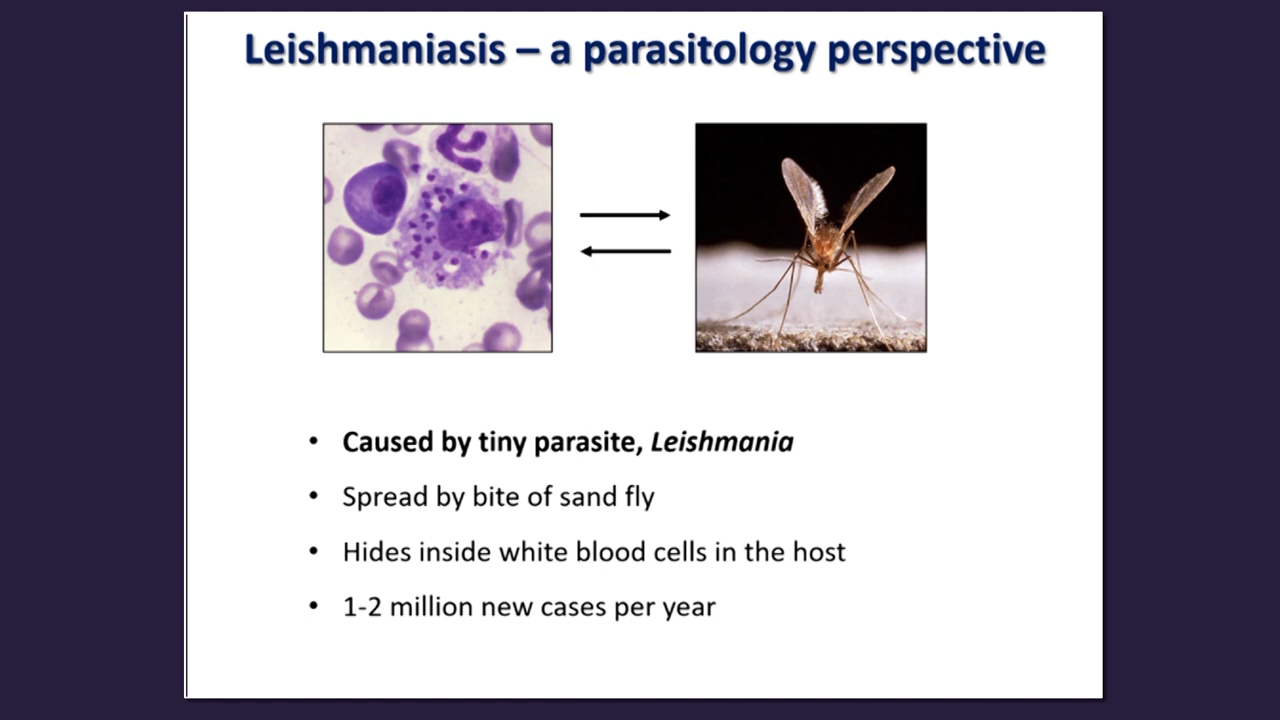 Leishmaniasis – a parasitology perspective
• Caused by tiny parasite, Leishmania
• Spread by bite of sand fly
• Hides inside white blood cells in the host
• 1-2 million new cases per year